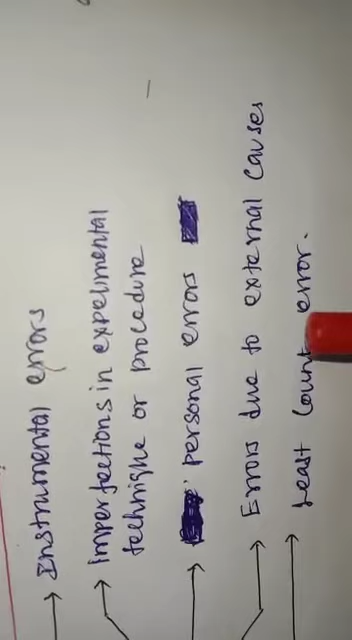 → Instrumental errors
→ Imperfections in experimental
technique or procedure
→ personal errors
→ Errors due to external causes
→ Least count error.